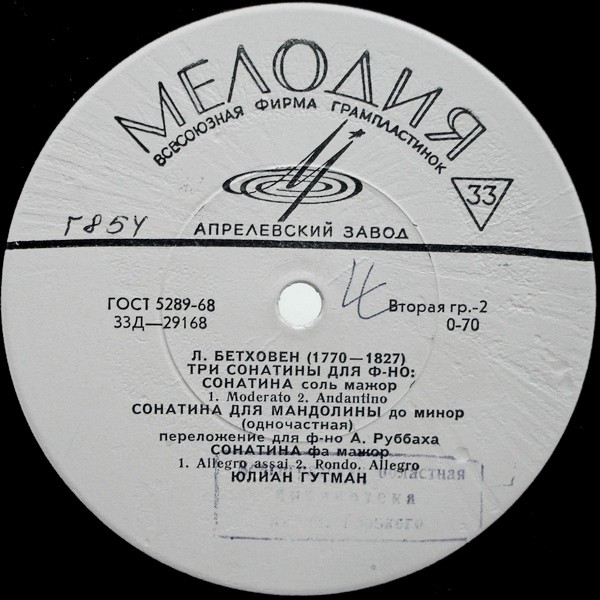 МЕЛОДИЯ
ВСЕСОЮЗНАЯ ФИРМА ГРАМПЛАСТИНОК
33
АПРЕЛЕВСКИЙ ЗАВОД
Г854
ГОСТ 5289-68
33Д—29168
Вторая гр.-2
0-70
Л. БЕТХОВЕН (1770—1827)
ТРИ СОНАТИНЫ ДЛЯ Ф-НО:
СОНАТИНА соль мажор
1. Moderato 2. Andantino
СОНАТИНА ДЛЯ МАНДОЛИНЫ до минор
(одночастная)
переложение для ф-но А. Руббаха
СОНАТИНА фа мажор
1. Allegro assai 2. Rondo. Allegro
ЮЛИАН ГУТМАН
областная
библиотека